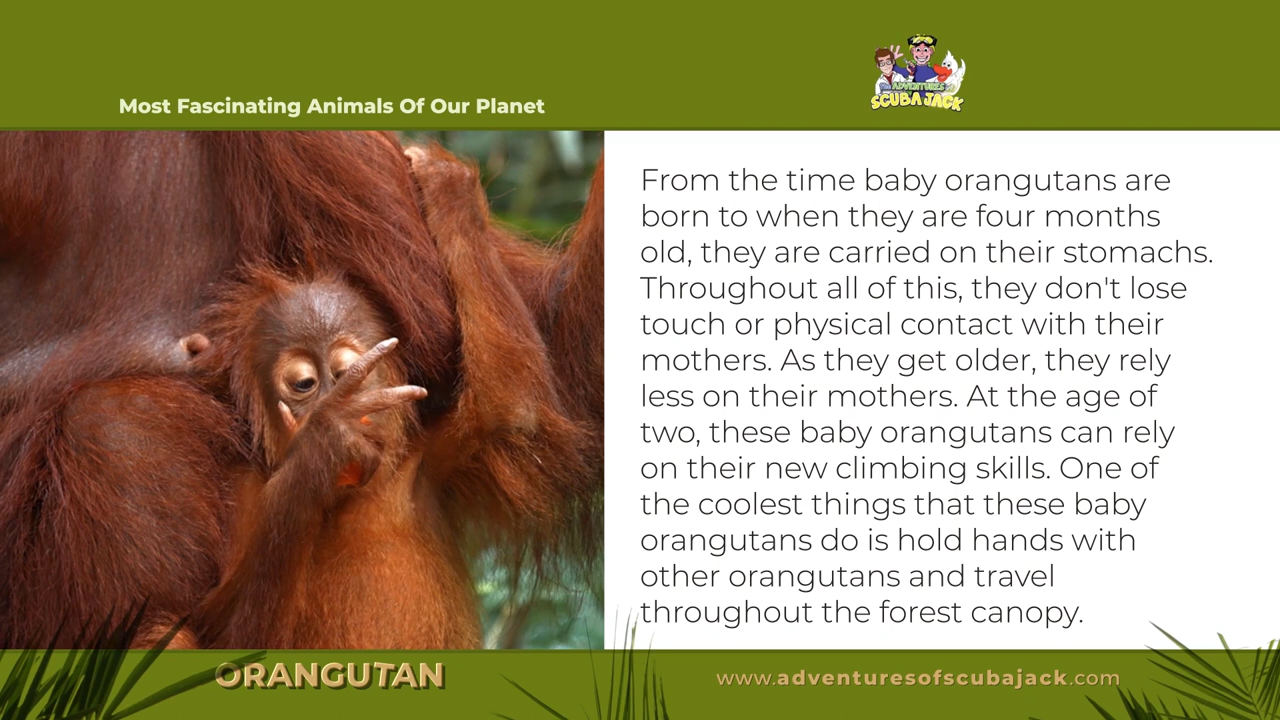 Most Fascinating Animals Of Our Planet
ADVENTURES OF
SCUBA JACK
From the time baby orangutans are
born to when they are four months
old, they are carried on their stomachs.
Throughout all of this, they don't lose
touch or physical contact with their
mothers. As they get older, they rely
less on their mothers. At the age of
two, these baby orangutans can rely
on their new climbing skills. One of
the coolest things that these baby
orangutans do is hold hands with
other orangutans and travel
throughout the forest canopy.
ORANGUTAN
www.adventuresofscubajack.com